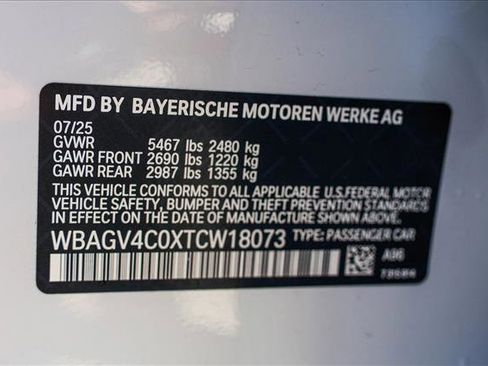 MFD BY BAYERISCHE MOTOREN WERKE AG
07/25
GVWR 5467 lbs 2480 kg
GAWR FRONT 2690 lbs 1220 kg
GAWR REAR 2987 lbs 1355 kg
THIS VEHICLE CONFORMS TO ALL APPLICABLE U.S.FEDERAL MOTOR
VEHICLE SAFETY, BUMPER AND THEFT PREVENTION STANDARDS
IN EFFECT ON THE DATE OF MANUFACTURE SHOWN ABOVE.
WBAGV4C0XTCW18073 TYPE: PASSENGER CAR